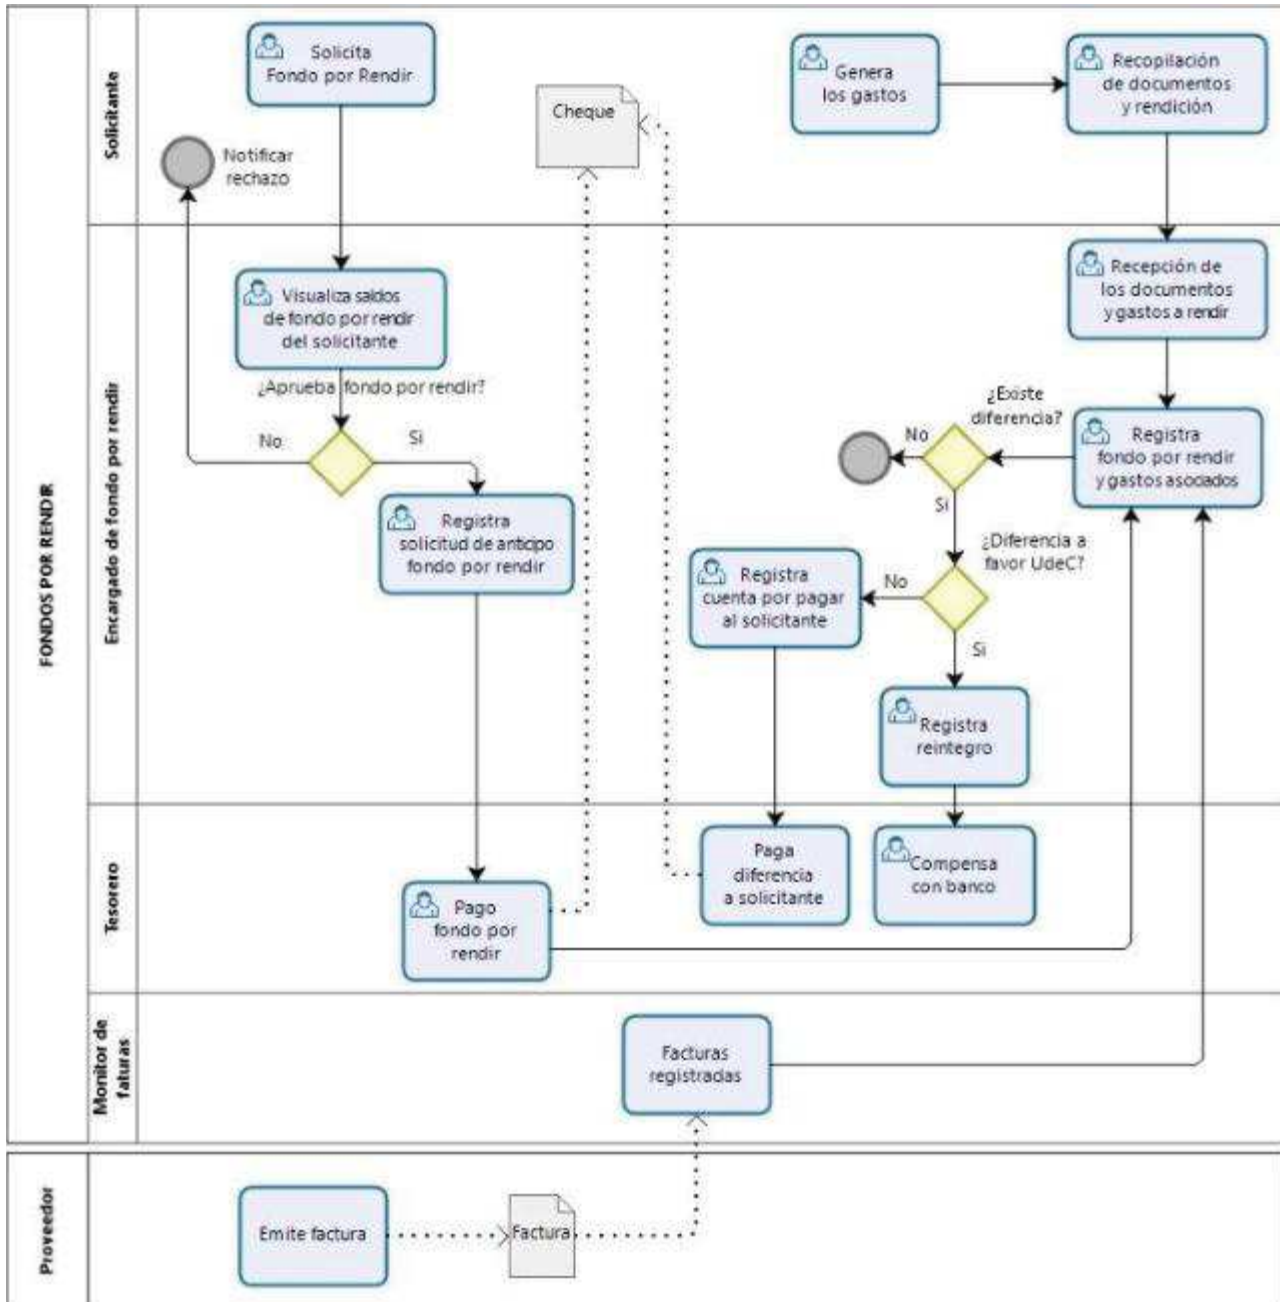 FONDOS POR RENDIR
Solicitante
Solicita
Fondo por Rendir
Notificar
rechazo
Cheque
Genera
los gastos
Recopilación
de documentos
y rendición
Encargado de fondo por rendir
Visualiza saldos
de fondo por rendir
del solicitante
¿Aprueba fondo por rendir?
No
Si
Registra
solicitud de anticipo
fondo por rendir
Recepción de
los documentos
y gastos a rendir
Registra
fondo por rendir
y gastos asociados
¿Existe
diferencia?
No
Si
¿Diferencia a
favor UdeC?
No
Si
Registra
cuenta por pagar
al solicitante
Registra
reintegro
Tesorero
Pago
fondo por
rendir
Paga
diferencia
a solicitante
Compensa
con banco
Monitor de
faturas
Facturas
registradas
Proveedor
Emite factura
Factura